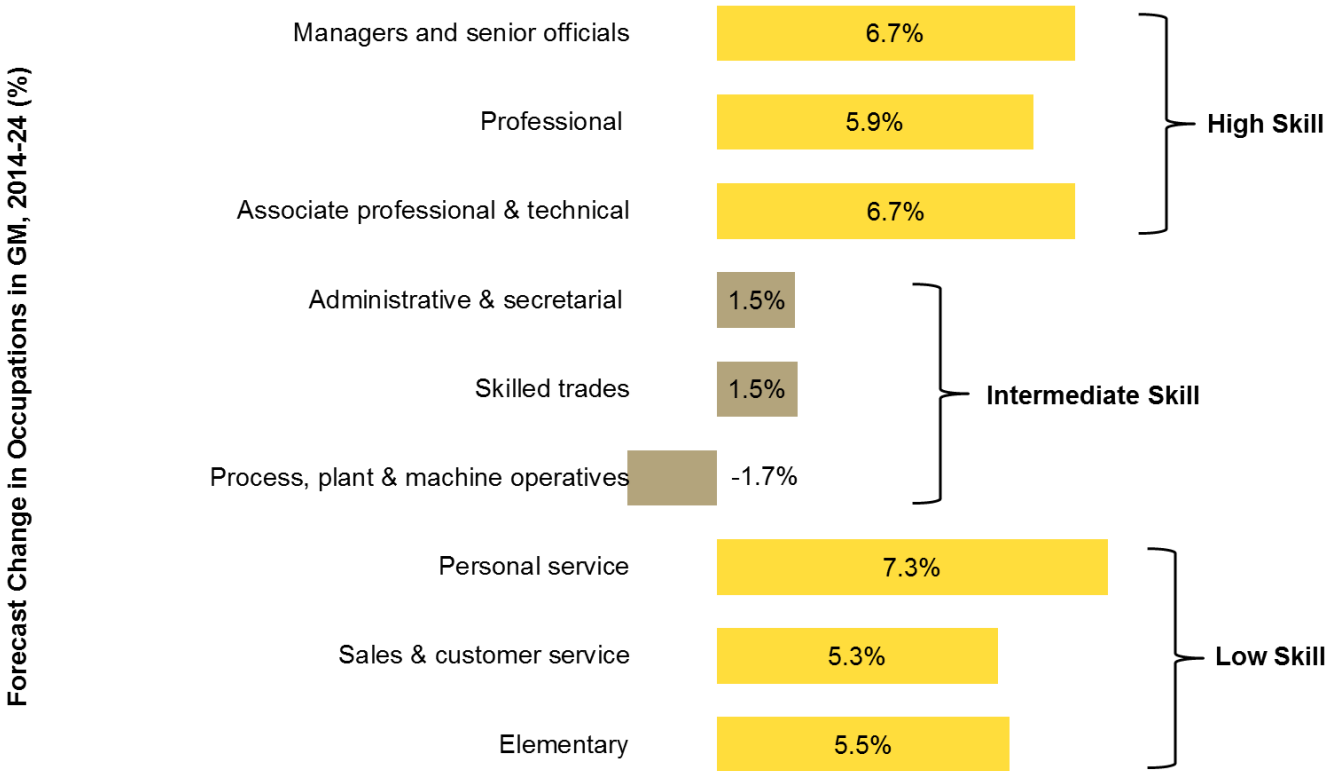 Forecast Change in Occupations in GM, 2014-24 (%)
Managers and senior officials 6.7%
Professional 5.9%
High Skill
Associate professional & technical 6.7%
Administrative & secretarial 1.5%
Skilled trades 1.5%
Intermediate Skill
Process, plant & machine operatives -1.7%
Personal service 7.3%
Sales & customer service 5.3%
Low Skill
Elementary 5.5%